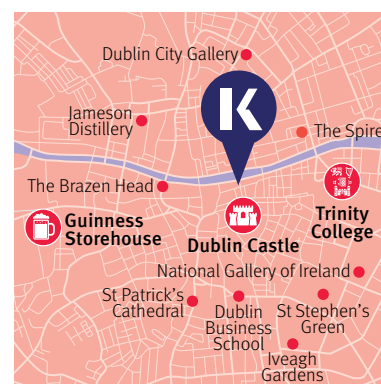 Dublin City Gallery
K
Jameson
Distillery
The Spire
The Brazen Head
Guinness
Storehouse
Trinity
College
Dublin Castle
National Gallery of Ireland
St Patrick's
Cathedral
Dublin
Business
School
St Stephen's
Green
Iveagh
Gardens